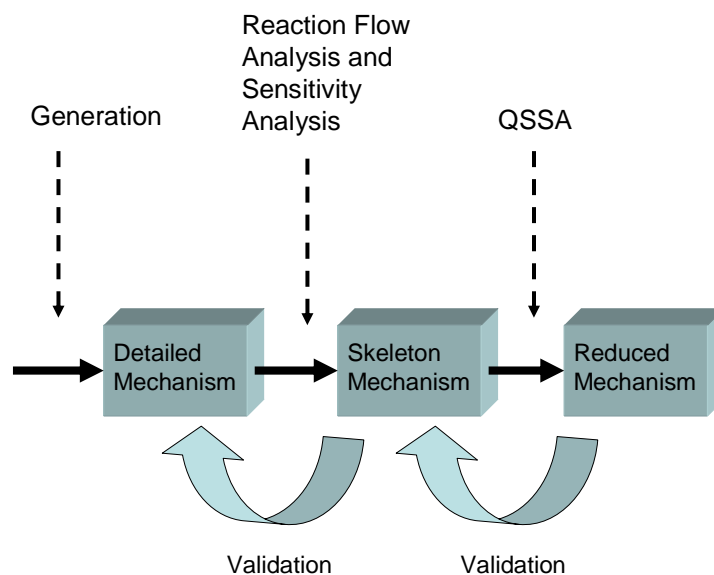 Reaction Flow
Analysis and
Sensitivity
Analysis
Generation
QSSA
Detailed
Mechanism
Skeleton
Mechanism
Reduced
Mechanism
Validation
Validation